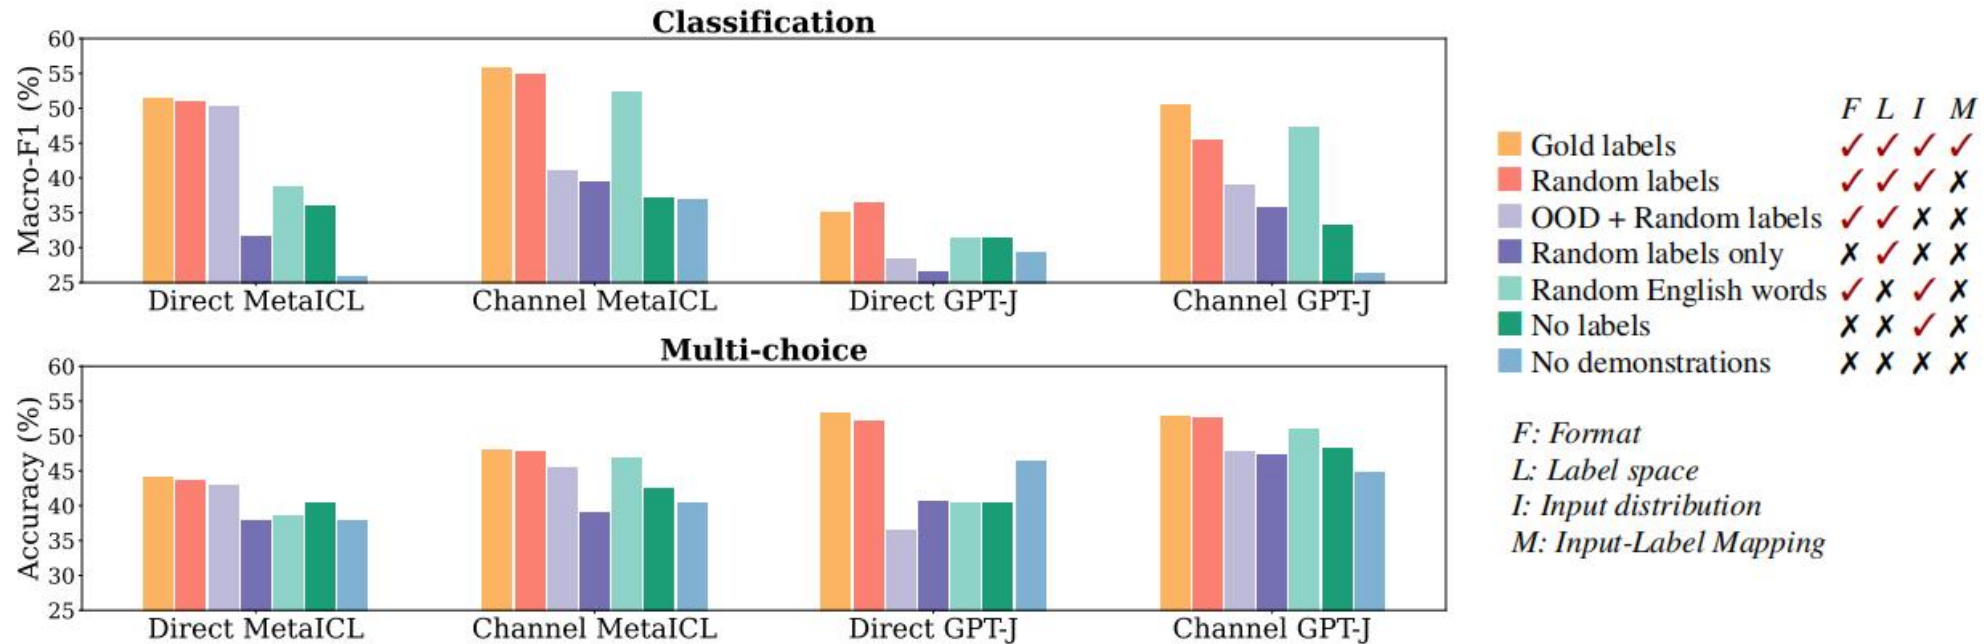 Classification
Macro-F1 (%)
60
55
50
45
40
35
30
25
Direct MetaICL Channel MetaICL Direct GPT-J Channel GPT-J
Multi-choice
Accuracy (%)
60
55
50
45
40
35
30
25
Direct MetaICL Channel MetaICL Direct GPT-J Channel GPT-J
F L I M
Gold labels ✓ ✓ ✓ ✓
Random labels ✓ ✓ ✓ ✗
OOD + Random labels ✓ ✓ ✗ ✗
Random labels only ✗ ✓ ✗ ✗
Random English words ✓ ✗ ✓ ✗
No labels ✗ ✗ ✓ ✗
No demonstrations ✗ ✗ ✗ ✗
F: Format
L: Label space
I: Input distribution
M: Input-Label Mapping